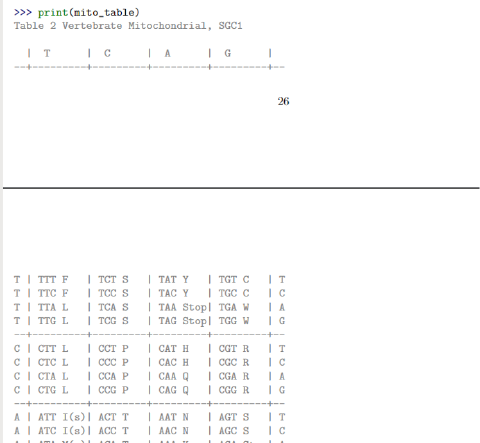 >>> print(mito_table)
Table 2 Vertebrate Mitochondrial, SGC1
| T | C | A | G |
--+---------+---------+---------+---------+--
26
T | TTT F | TCT S | TAT Y | TGT C | T
T | TTC F | TCC S | TAC Y | TGC C | C
T | TTA L | TCA S | TAA Stop| TGA W | A
T | TTG L | TCG S | TAG Stop| TGG W | G
--+---------+---------+---------+---------+--
C | CTT L | CCT P | CAT H | CGT R | T
C | CTC L | CCC P | CAC H | CGC R | C
C | CTA L | CCA P | CAA Q | CGA R | A
C | CTG L | CCG P | CAG Q | CGG R | G
--+---------+---------+---------+---------+--
A | ATT I(s)| ACT T | AAT N | AGT S | T
A | ATC I(s)| ACC T | AAC N | AGC S | C